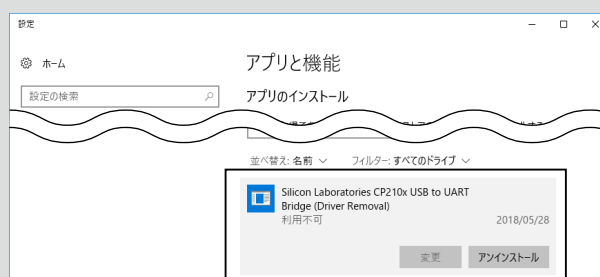 設定
ホーム
設定の検索
アプリと機能
アプリのインストール
並べ替え: 名前
フィルター: すべてのドライブ
Silicon Laboratories CP210x USB to UART
Bridge (Driver Removal)
利用不可
2018/05/28
変更
アンインストール